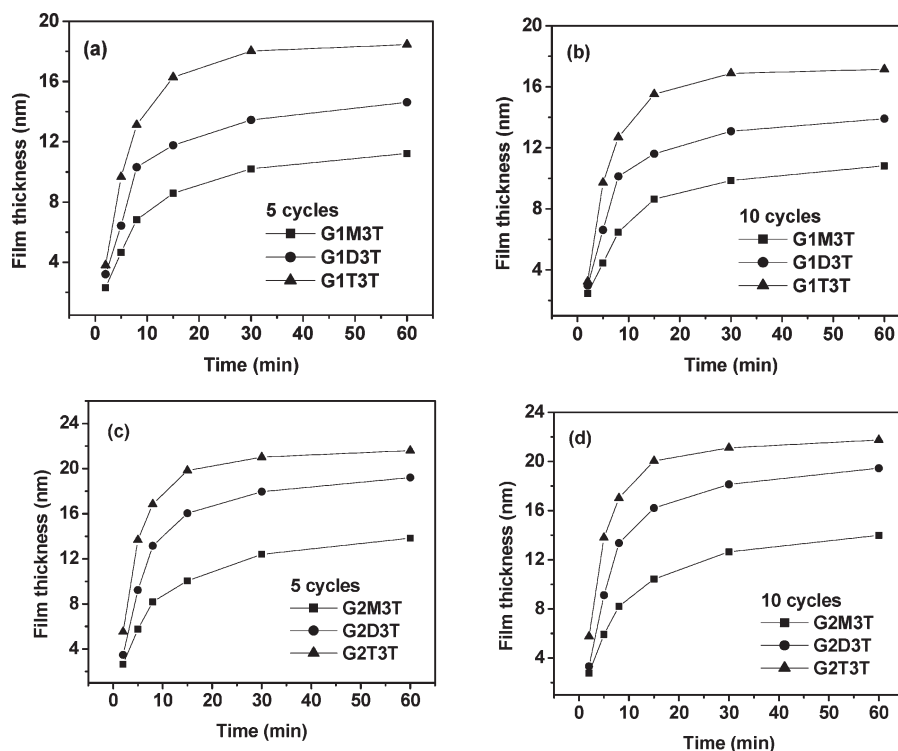 (a)
Film thickness (nm)
20
16
12
8
4
5 cycles
G1M3T
G1D3T
G1T3T
0 10 20 30 40 50 60
Time (min)
(b)
Film thickness (nm)
20
16
12
8
4
10 cycles
G1M3T
G1D3T
G1T3T
0 10 20 30 40 50 60
Time (min)
(c)
Film thickness (nm)
24
20
16
12
8
4
5 cycles
G2M3T
G2D3T
G2T3T
0 10 20 30 40 50 60
Time (min)
(d)
Film thickness (nm)
24
20
16
12
8
4
10 cycles
G2M3T
G2D3T
G2T3T
0 10 20 30 40 50 60
Time (min)